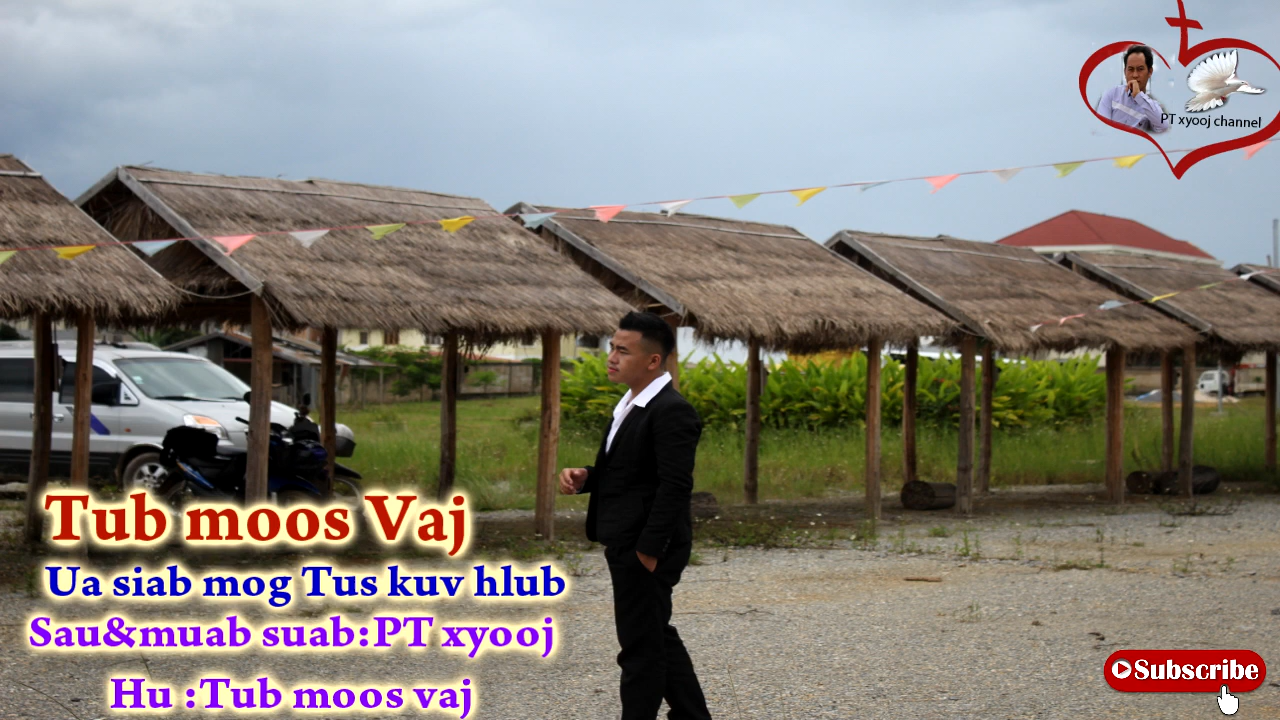 PT xyooj channel
Tub moos Vaj
Ua siab mog Tus kuv hlub
Sau&muab suab:PT xyooj
Hu :Tub moos vaj
Subscribe